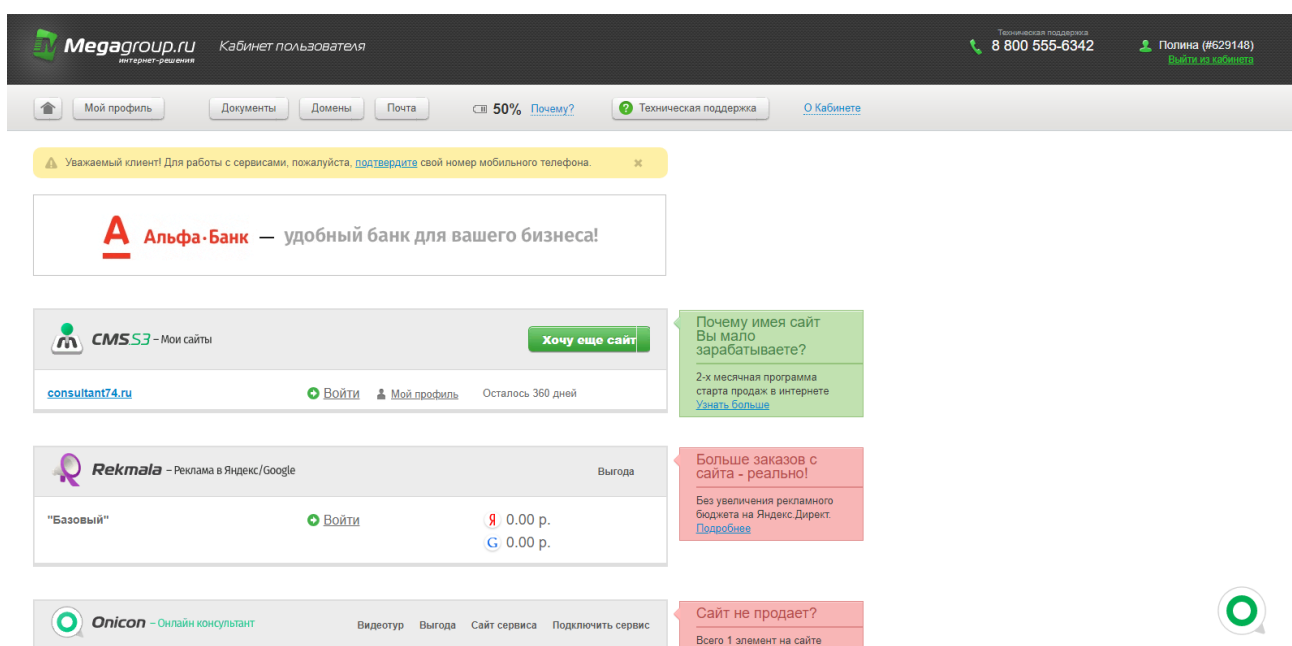 Megagroup.ru
интернет-решения
Кабинет пользователя
Техническая поддержка
8 800 555-6342
Полина (#629148)
Выйти из кабинета
Мой профиль
Документы
Домены
Почта
50% Почему?
Техническая поддержка
О Кабинете
Уважаемый клиент! Для работы с сервисами, пожалуйста, подтвердите свой номер мобильного телефона.
Альфа·Банк — удобный банк для вашего бизнеса!
CMS.S3 – Мои сайты
Хочу еще сайт
consultant74.ru
Войти
Мой профиль
Осталось 360 дней
Почему имея сайт
Вы мало
зарабатываете?
2-х месячная программа
старта продаж в интернете
Узнать больше
Rekmala – Реклама в Яндекс/Google
Выгода
"Базовый"
Войти
Я 0.00 р.
G 0.00 р.
Больше заказов с
сайта - реально!
Без увеличения рекламного
бюджета на Яндекс.Директ.
Подробнее
Onicon – Онлайн консультант
Видеотур
Выгода
Сайт сервиса
Подключить сервис
Сайт не продает?
Всего 1 элемент на сайте